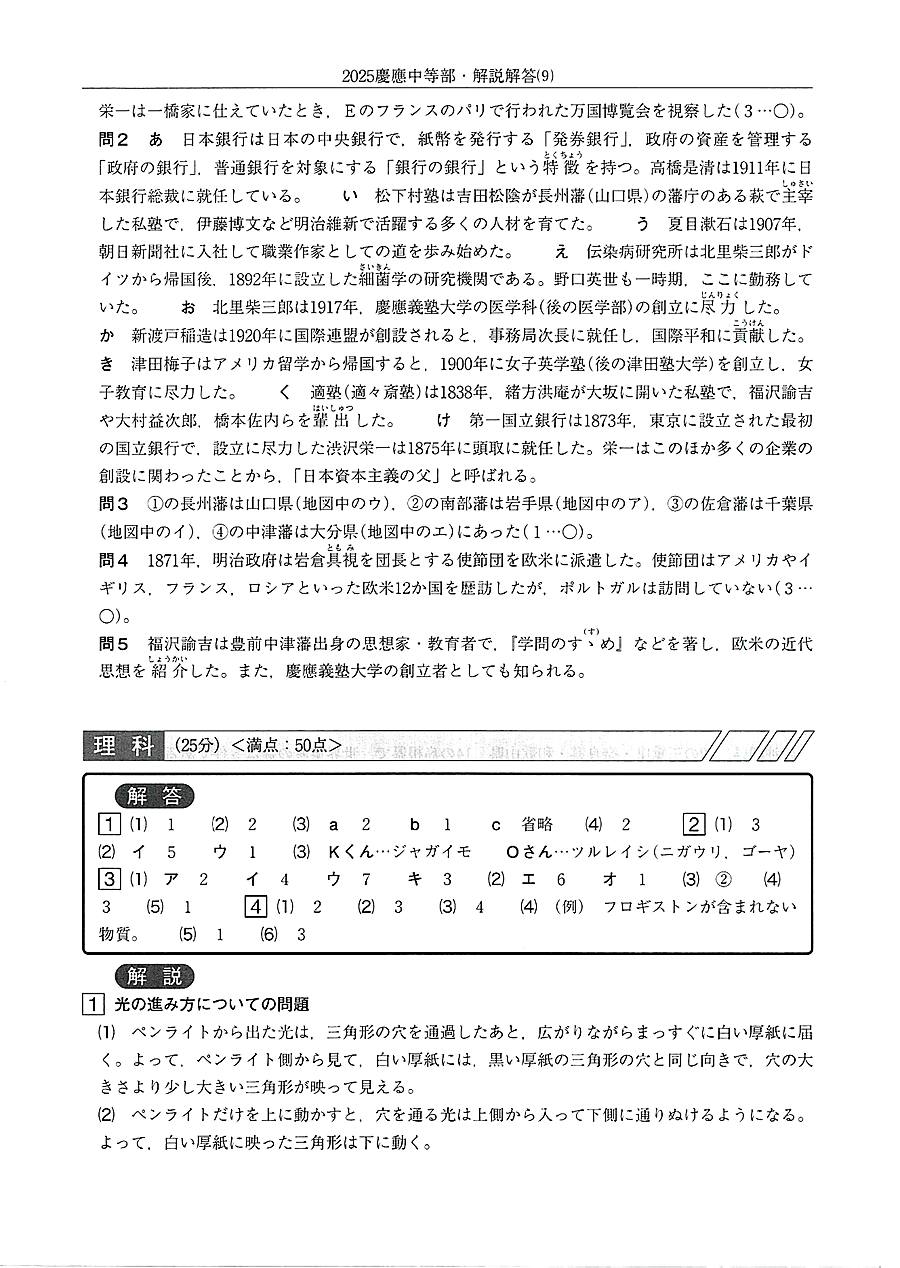 2025慶應中等部・解説解答(9)
栄一は一橋家に仕えていたとき，Eのフランスのパリで行われた万国博覧会を視察した(3…○)。
問2　あ　日本銀行は日本の中央銀行で，紙幣を発行する「発券銀行」，政府の資産を管理する
「政府の銀行」，普通銀行を対象にする「銀行の銀行」という特徴を持つ。高橋是清は1911年に日
とくちょう
本銀行総裁に就任している。　い　松下村塾は吉田松陰が長州藩(山口県)の藩庁のある萩で主宰
しゅさい
した私塾で，伊藤博文など明治維新で活躍する多くの人材を育てた。　う　夏目漱石は1907年，
朝日新聞社に入社して職業作家としての道を歩み始めた。　え　伝染病研究所は北里柴三郎がド
イツから帰国後，1892年に設立した細菌学の研究機関である。野口英世も一時期，ここに勤務して
さいきん
いた。　お　北里柴三郎は1917年，慶應義塾大学の医学科(後の医学部)の創立に尽力した。
じんりょく
か　新渡戸稲造は1920年に国際連盟が創設されると，事務局次長に就任し，国際平和に貢献した。
こうけん
き　津田梅子はアメリカ留学から帰国すると，1900年に女子英学塾(後の津田塾大学)を創立し，女
子教育に尽力した。　く　適塾(適々斎塾)は1838年，緒方洪庵が大坂に開いた私塾で，福沢諭吉
や大村益次郎，橋本佐内らを輩出した。　け　第一国立銀行は1873年，東京に設立された最初
はいしゅつ
の国立銀行で，設立に尽力した渋沢栄一は1875年に頭取に就任した。栄一はこのほか多くの企業の
創設に関わったことから，「日本資本主義の父」と呼ばれる。
問3　①の長州藩は山口県(地図中のウ)，②の南部藩は岩手県(地図中のア)，③の佐倉藩は千葉県
(地図中のイ)，④の中津藩は大分県(地図中のエ)にあった(1…○)。
問4　1871年，明治政府は岩倉具視を団長とする使節団を欧米に派遣した。使節団はアメリカやイ
ともみ
ギリス，フランス，ロシアといった欧米12か国を歴訪したが，ポルトガルは訪問していない(3…
○)。
問5　福沢諭吉は豊前中津藩出身の思想家・教育者で，『学問のすゝめ』などを著し，欧米の近代
(す)
思想を紹介した。また，慶應義塾大学の創立者としても知られる。
しょうかい
理科　(25分)　＜満点：50点＞
解答
1 (1) 1　(2) 2　(3) a 2　b 1　c 省略　(4) 2　2 (1) 3
(2) イ 5　ウ 1　(3) Kくん…ジャガイモ　Oさん…ツルレイシ(ニガウリ，ゴーヤ)
3 (1) ア 2　イ 4　ウ 7　キ 3　(2) エ 6　オ 1　(3) ②　(4)
3　(5) 1　4 (1) 2　(2) 3　(3) 4　(4) (例) フロギストンが含まれない
物質。　(5) 1　(6) 3
解説
1 光の進み方についての問題
(1)　ペンライトから出た光は，三角形の穴を通過したあと，広がりながらまっすぐに白い厚紙に届
く。よって，ペンライト側から見て，白い厚紙には，黒い厚紙の三角形の穴と同じ向きで，穴の大
きさより少し大きい三角形が映って見える。
(2)　ペンライトだけを上に動かすと，穴を通る光は上側から入って下側に通りぬけるようになる。
よって，白い厚紙に映った三角形は下に動く。